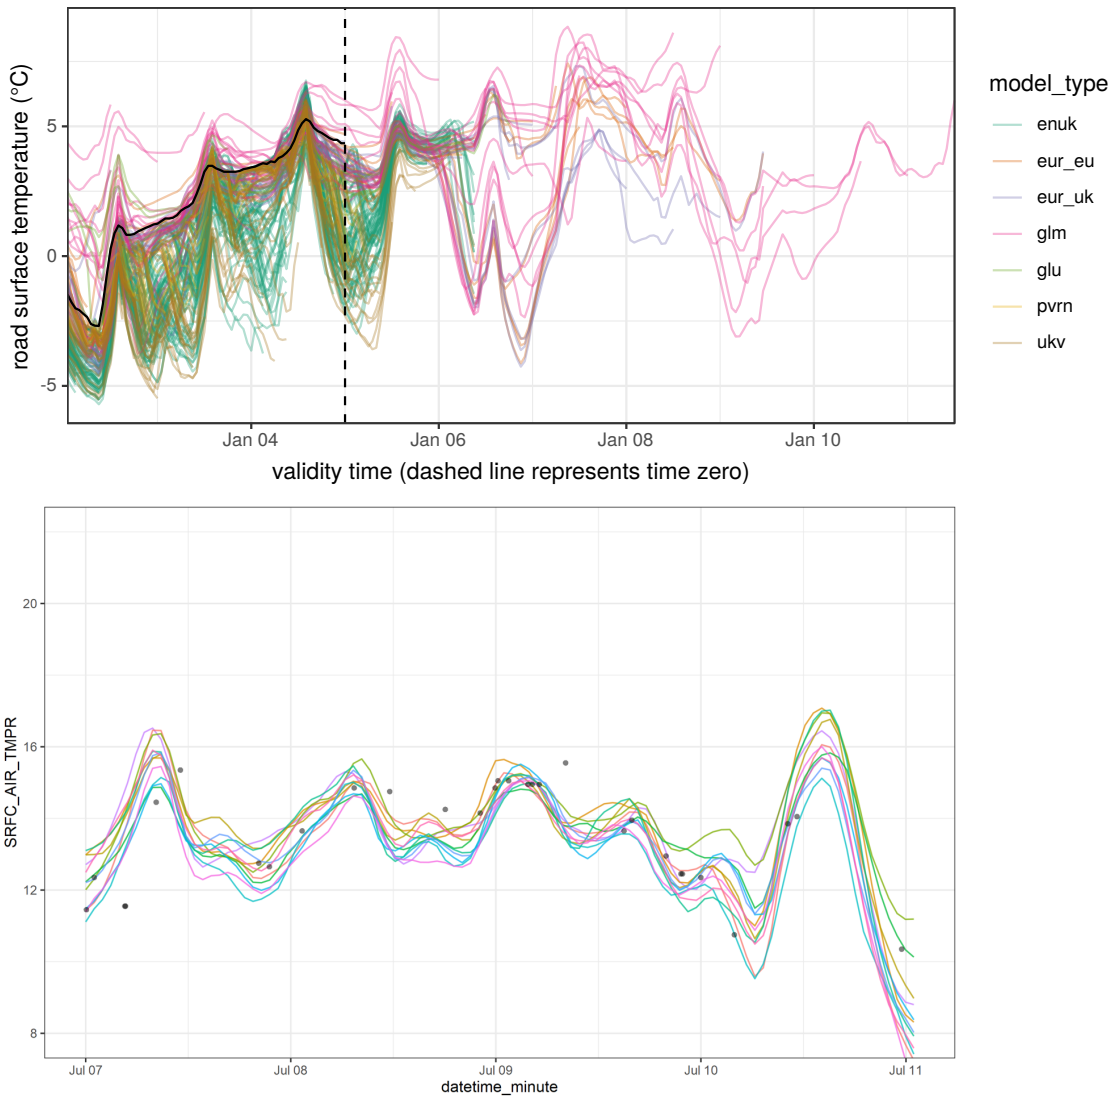 road surface temperature (°C)
5
0
-5
Jan 04
Jan 06
Jan 08
Jan 10
validity time (dashed line represents time zero)
model_type
enuk
eur_eu
eur_uk
glm
glu
pvrn
ukv
SRFC_AIR_TMPR
20
16
12
8
Jul 07
Jul 08
Jul 09
Jul 10
Jul 11
datetime_minute